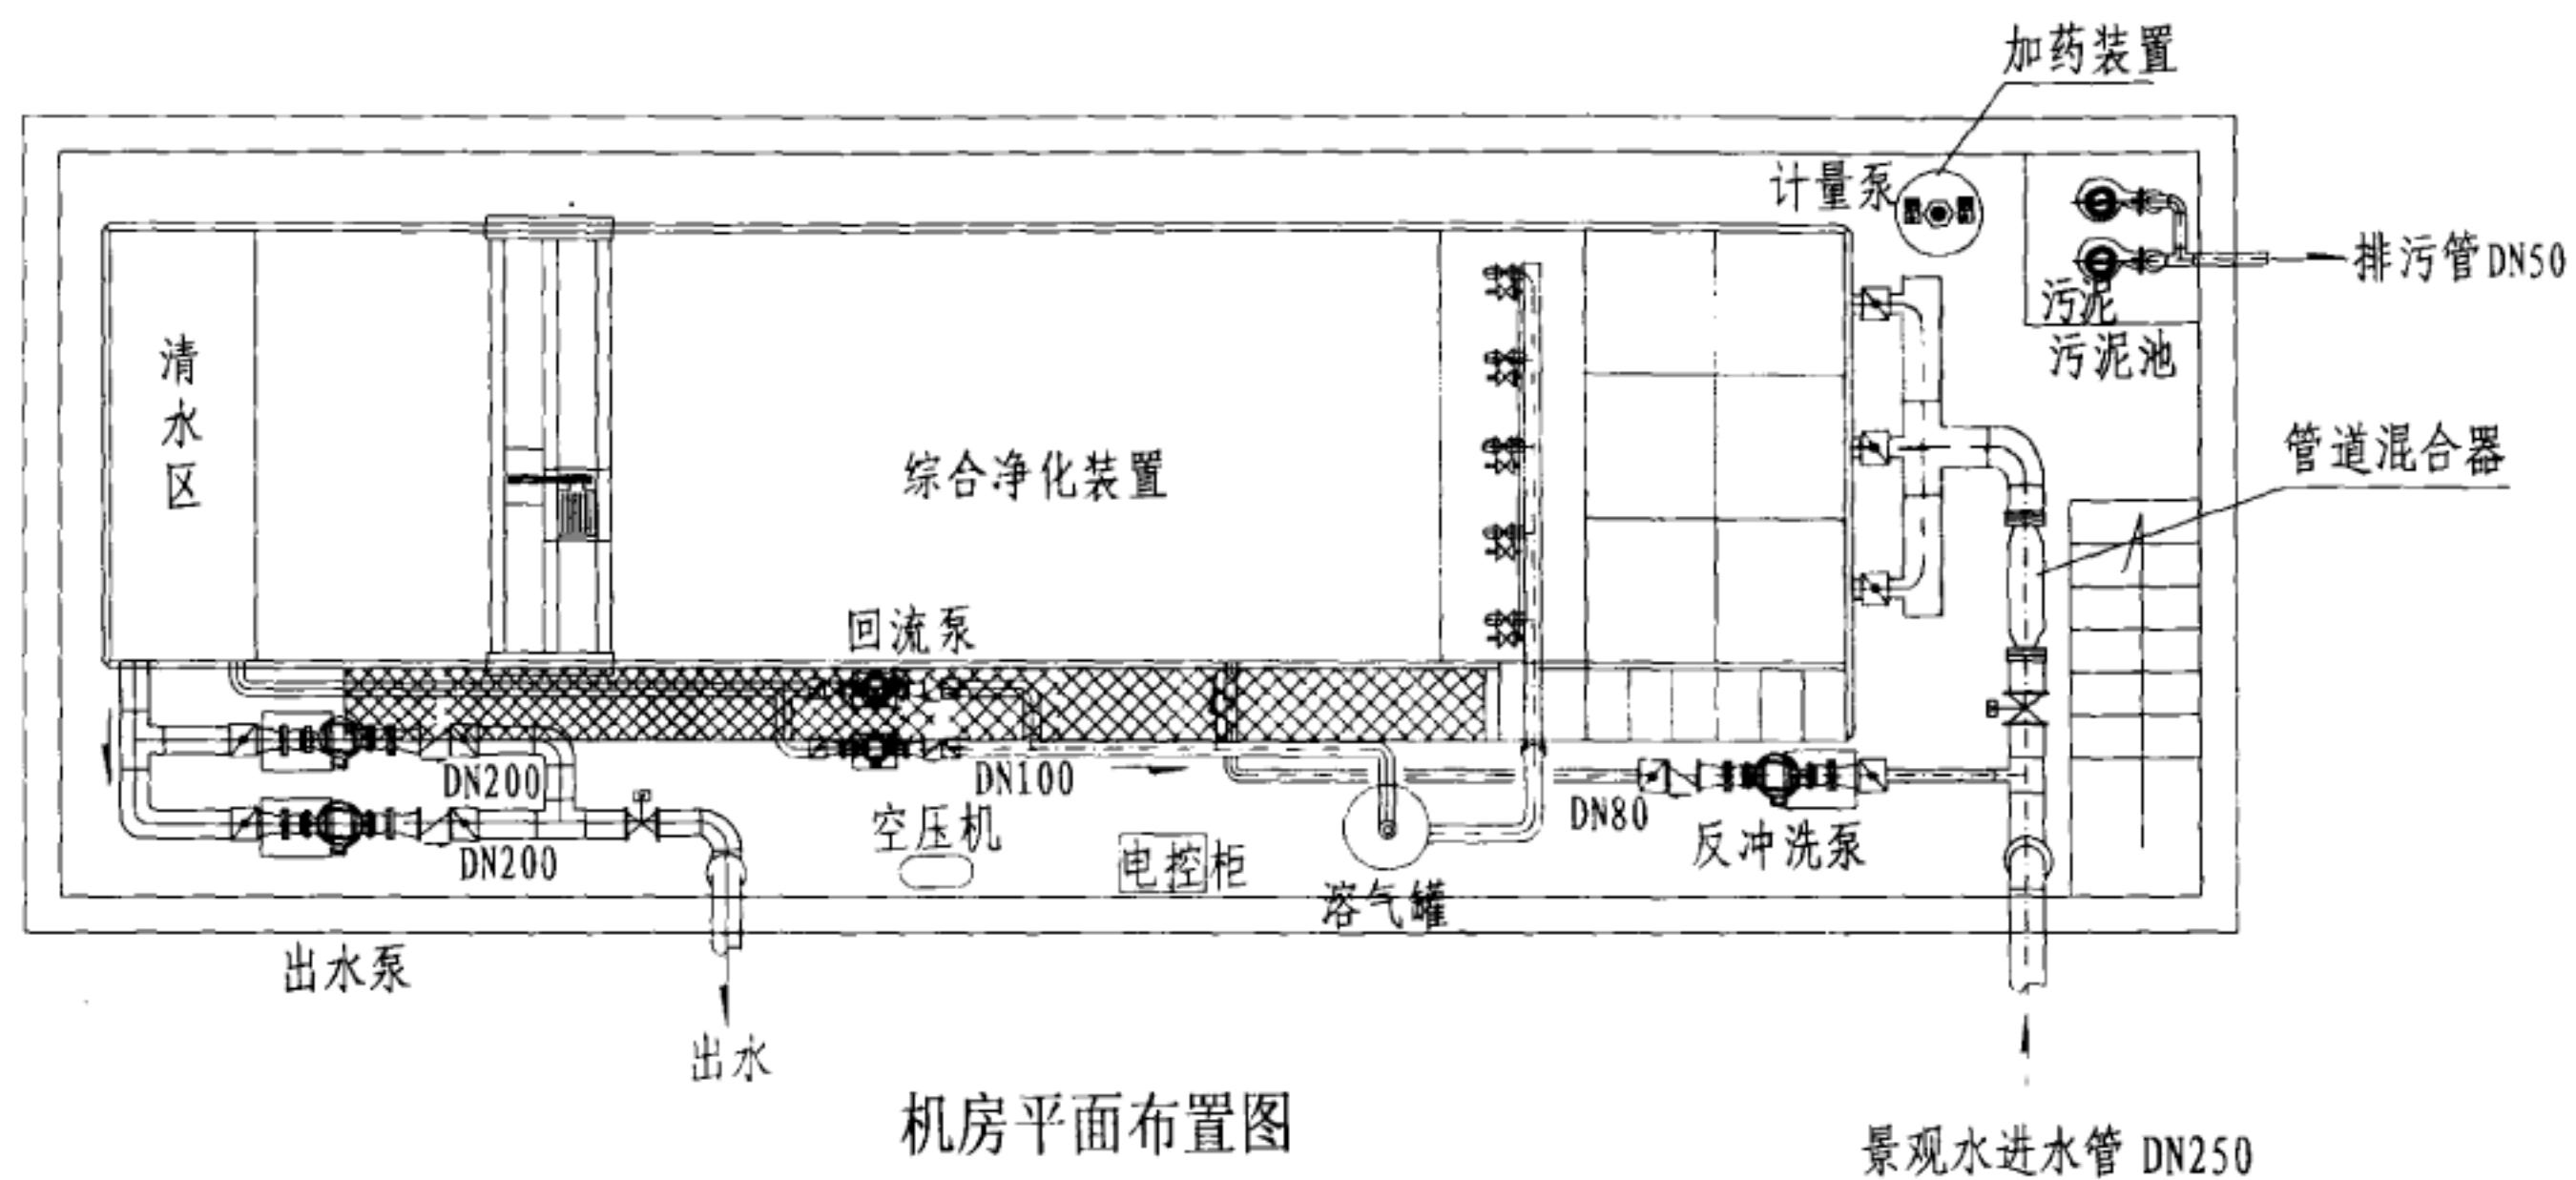 加药装置
计量泵
排污管DN50
污泥
污泥池
清水区
综合净化装置
管道混合器
回流泵
DN200
DN100
DN80
空压机
电控柜
反冲洗泵
DN200
溶气罐
出水泵
出水
机房平面布置图
景观水进水管 DN250